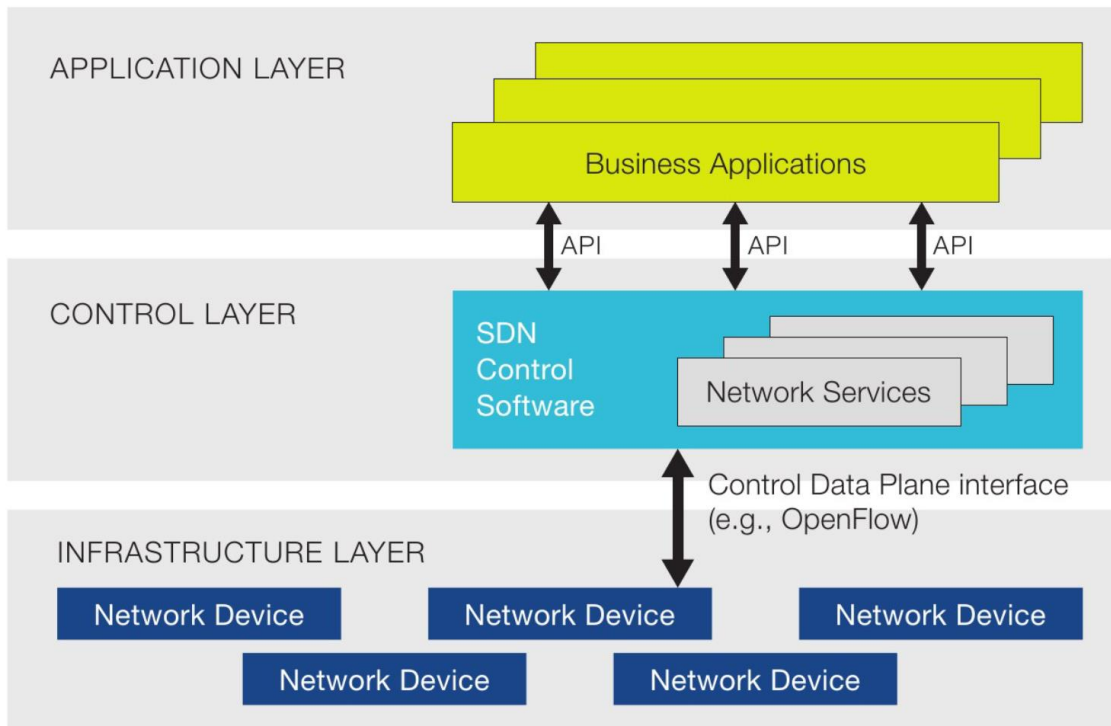 APPLICATION LAYER
Business Applications
API
API
API
CONTROL LAYER
SDN
Control
Software
Network Services
Control Data Plane interface
(e.g., OpenFlow)
INFRASTRUCTURE LAYER
Network Device
Network Device
Network Device
Network Device
Network Device